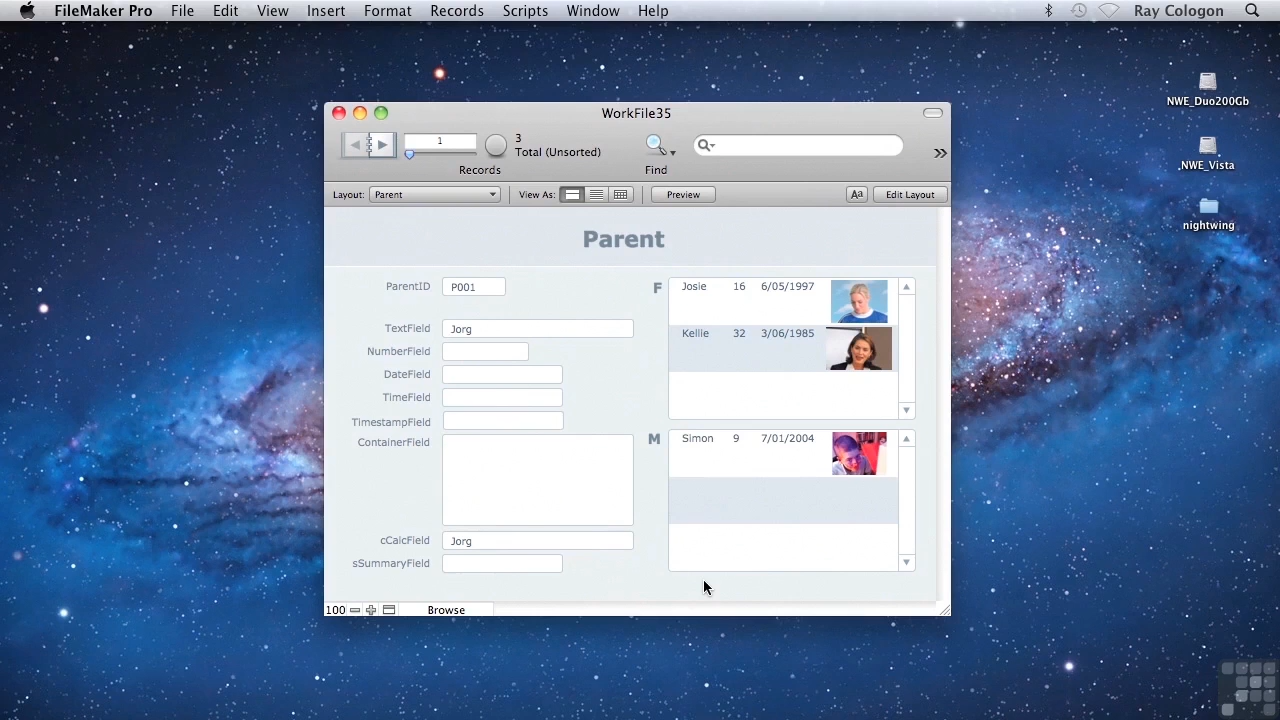 FileMaker Pro File Edit View Insert Format Records Scripts Window Help Ray Cologon
NWE_Duo200Gb
.NWE_Vista
nightwing
WorkFile35
1
3
Total (Unsorted)
Records
Find
Layout: Parent View As: Preview Aa Edit Layout
Parent
ParentID P001
TextField Jorg
NumberField
DateField
TimeField
TimestampField
ContainerField
cCalcField Jorg
sSummaryField
F
Josie 16 6/05/1997
Kellie 32 3/06/1985
M
Simon 9 7/01/2004
100 Browse